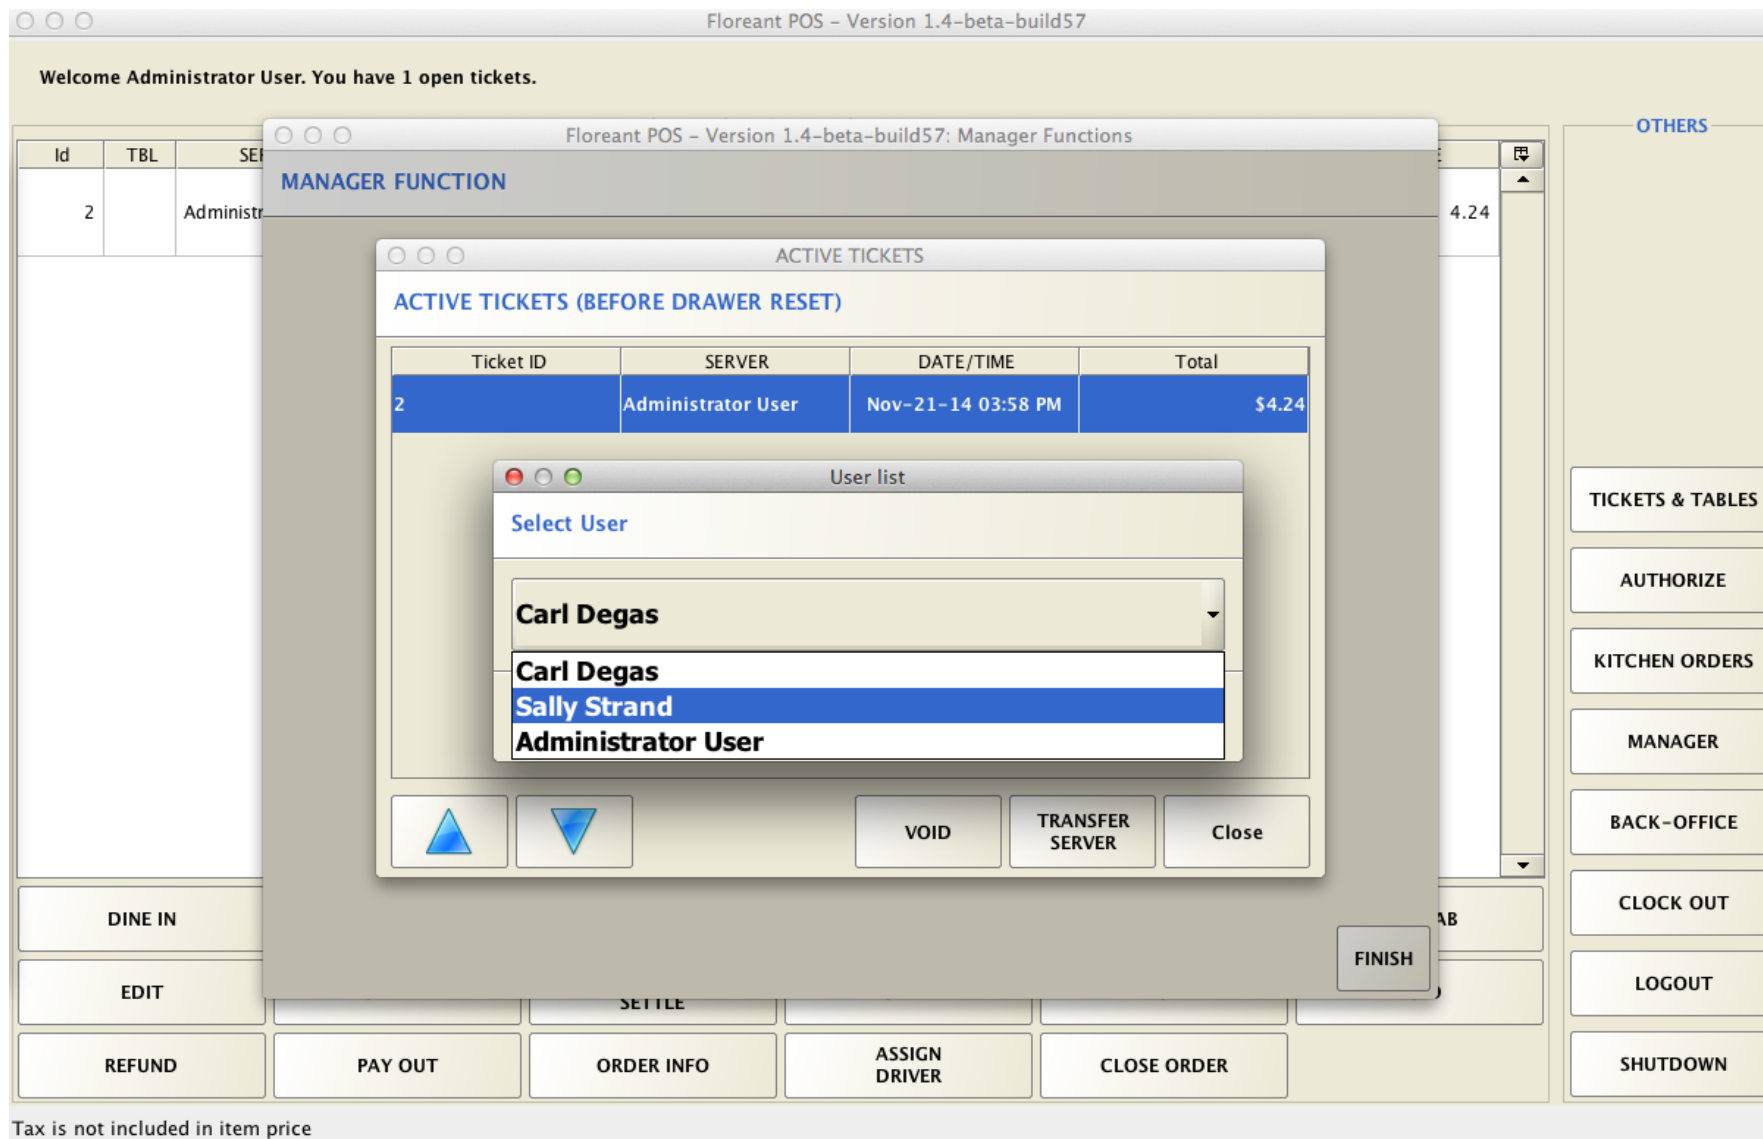 Floreant POS – Version 1.4-beta-build57
Welcome Administrator User. You have 1 open tickets.
OTHERS
Id TBL
2 Administr 4.24
Floreant POS – Version 1.4-beta-build57: Manager Functions
MANAGER FUNCTION
ACTIVE TICKETS
ACTIVE TICKETS (BEFORE DRAWER RESET)
Ticket ID SERVER DATE/TIME Total
2 Administrator User Nov-21-14 03:58 PM $4.24
User list
Select User
Carl Degas
Carl Degas
Sally Strand
Administrator User
VOID
TRANSFER
SERVER
Close
FINISH
TICKETS & TABLES
AUTHORIZE
KITCHEN ORDERS
MANAGER
BACK-OFFICE
CLOCK OUT
LOGOUT
SHUTDOWN
DINE IN AB
EDIT SETTLE
REFUND PAY OUT ORDER INFO
ASSIGN
DRIVER
CLOSE ORDER
Tax is not included in item price